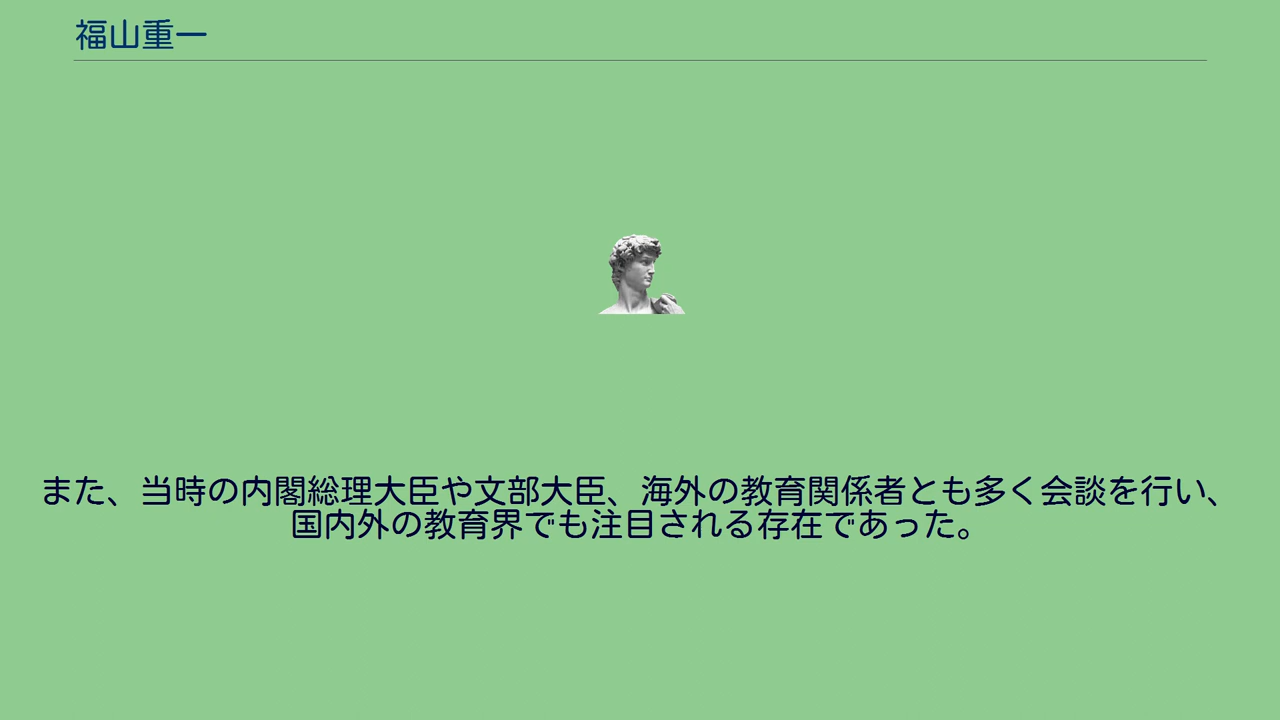 福山重一
また、当時の内閣総理大臣や文部大臣、海外の教育関係者とも多く会談を行い、
国内外の教育界でも注目される存在であった。